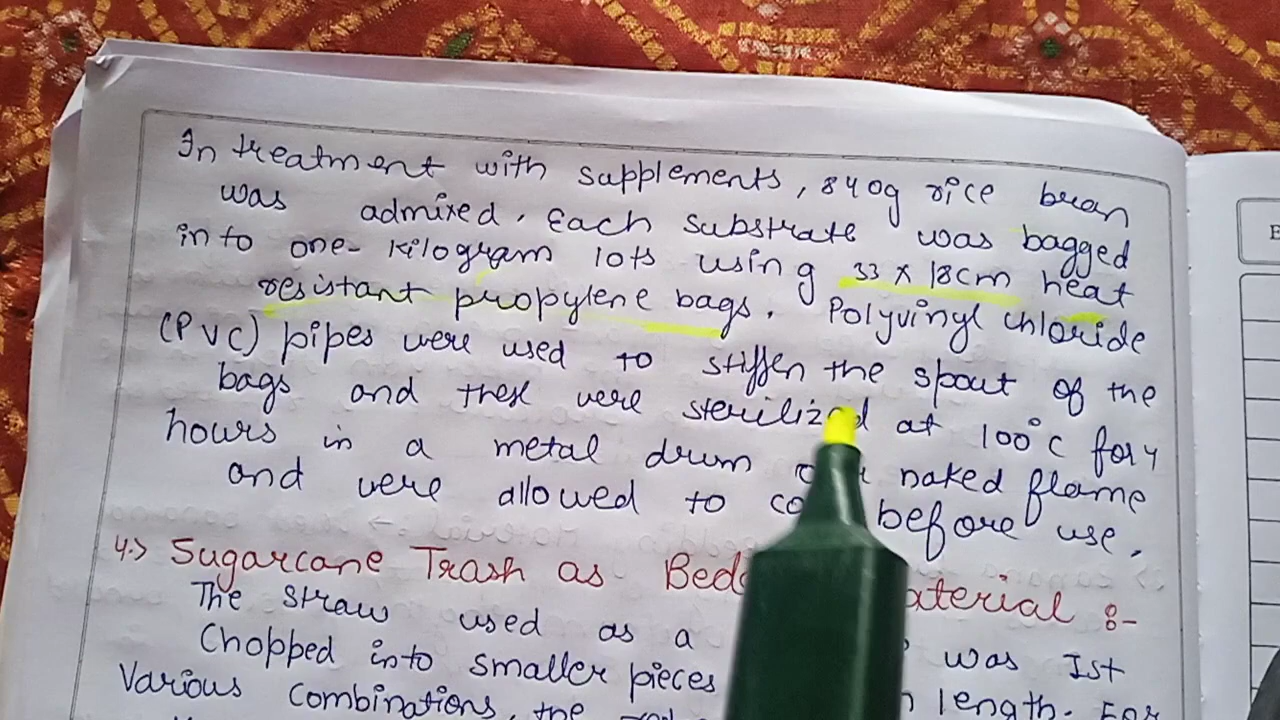 In treatment with supplements, 840g rice bran
was admixed. Each substrate was bagged
into one-kilogram lots using 33 x 18cm heat
resistant propylene bags. Polyvinyl chloride
(PVC) pipes were used to stiffen the spout of the
bags and these were sterilized at 100°c for 4
hours in a metal drum naked flame
and were allowed to before use.
4.> Sugarcane Trash as :-
The straw used as a was Ist
Chopped into smaller pieces length. For
Various Combinations, the
E